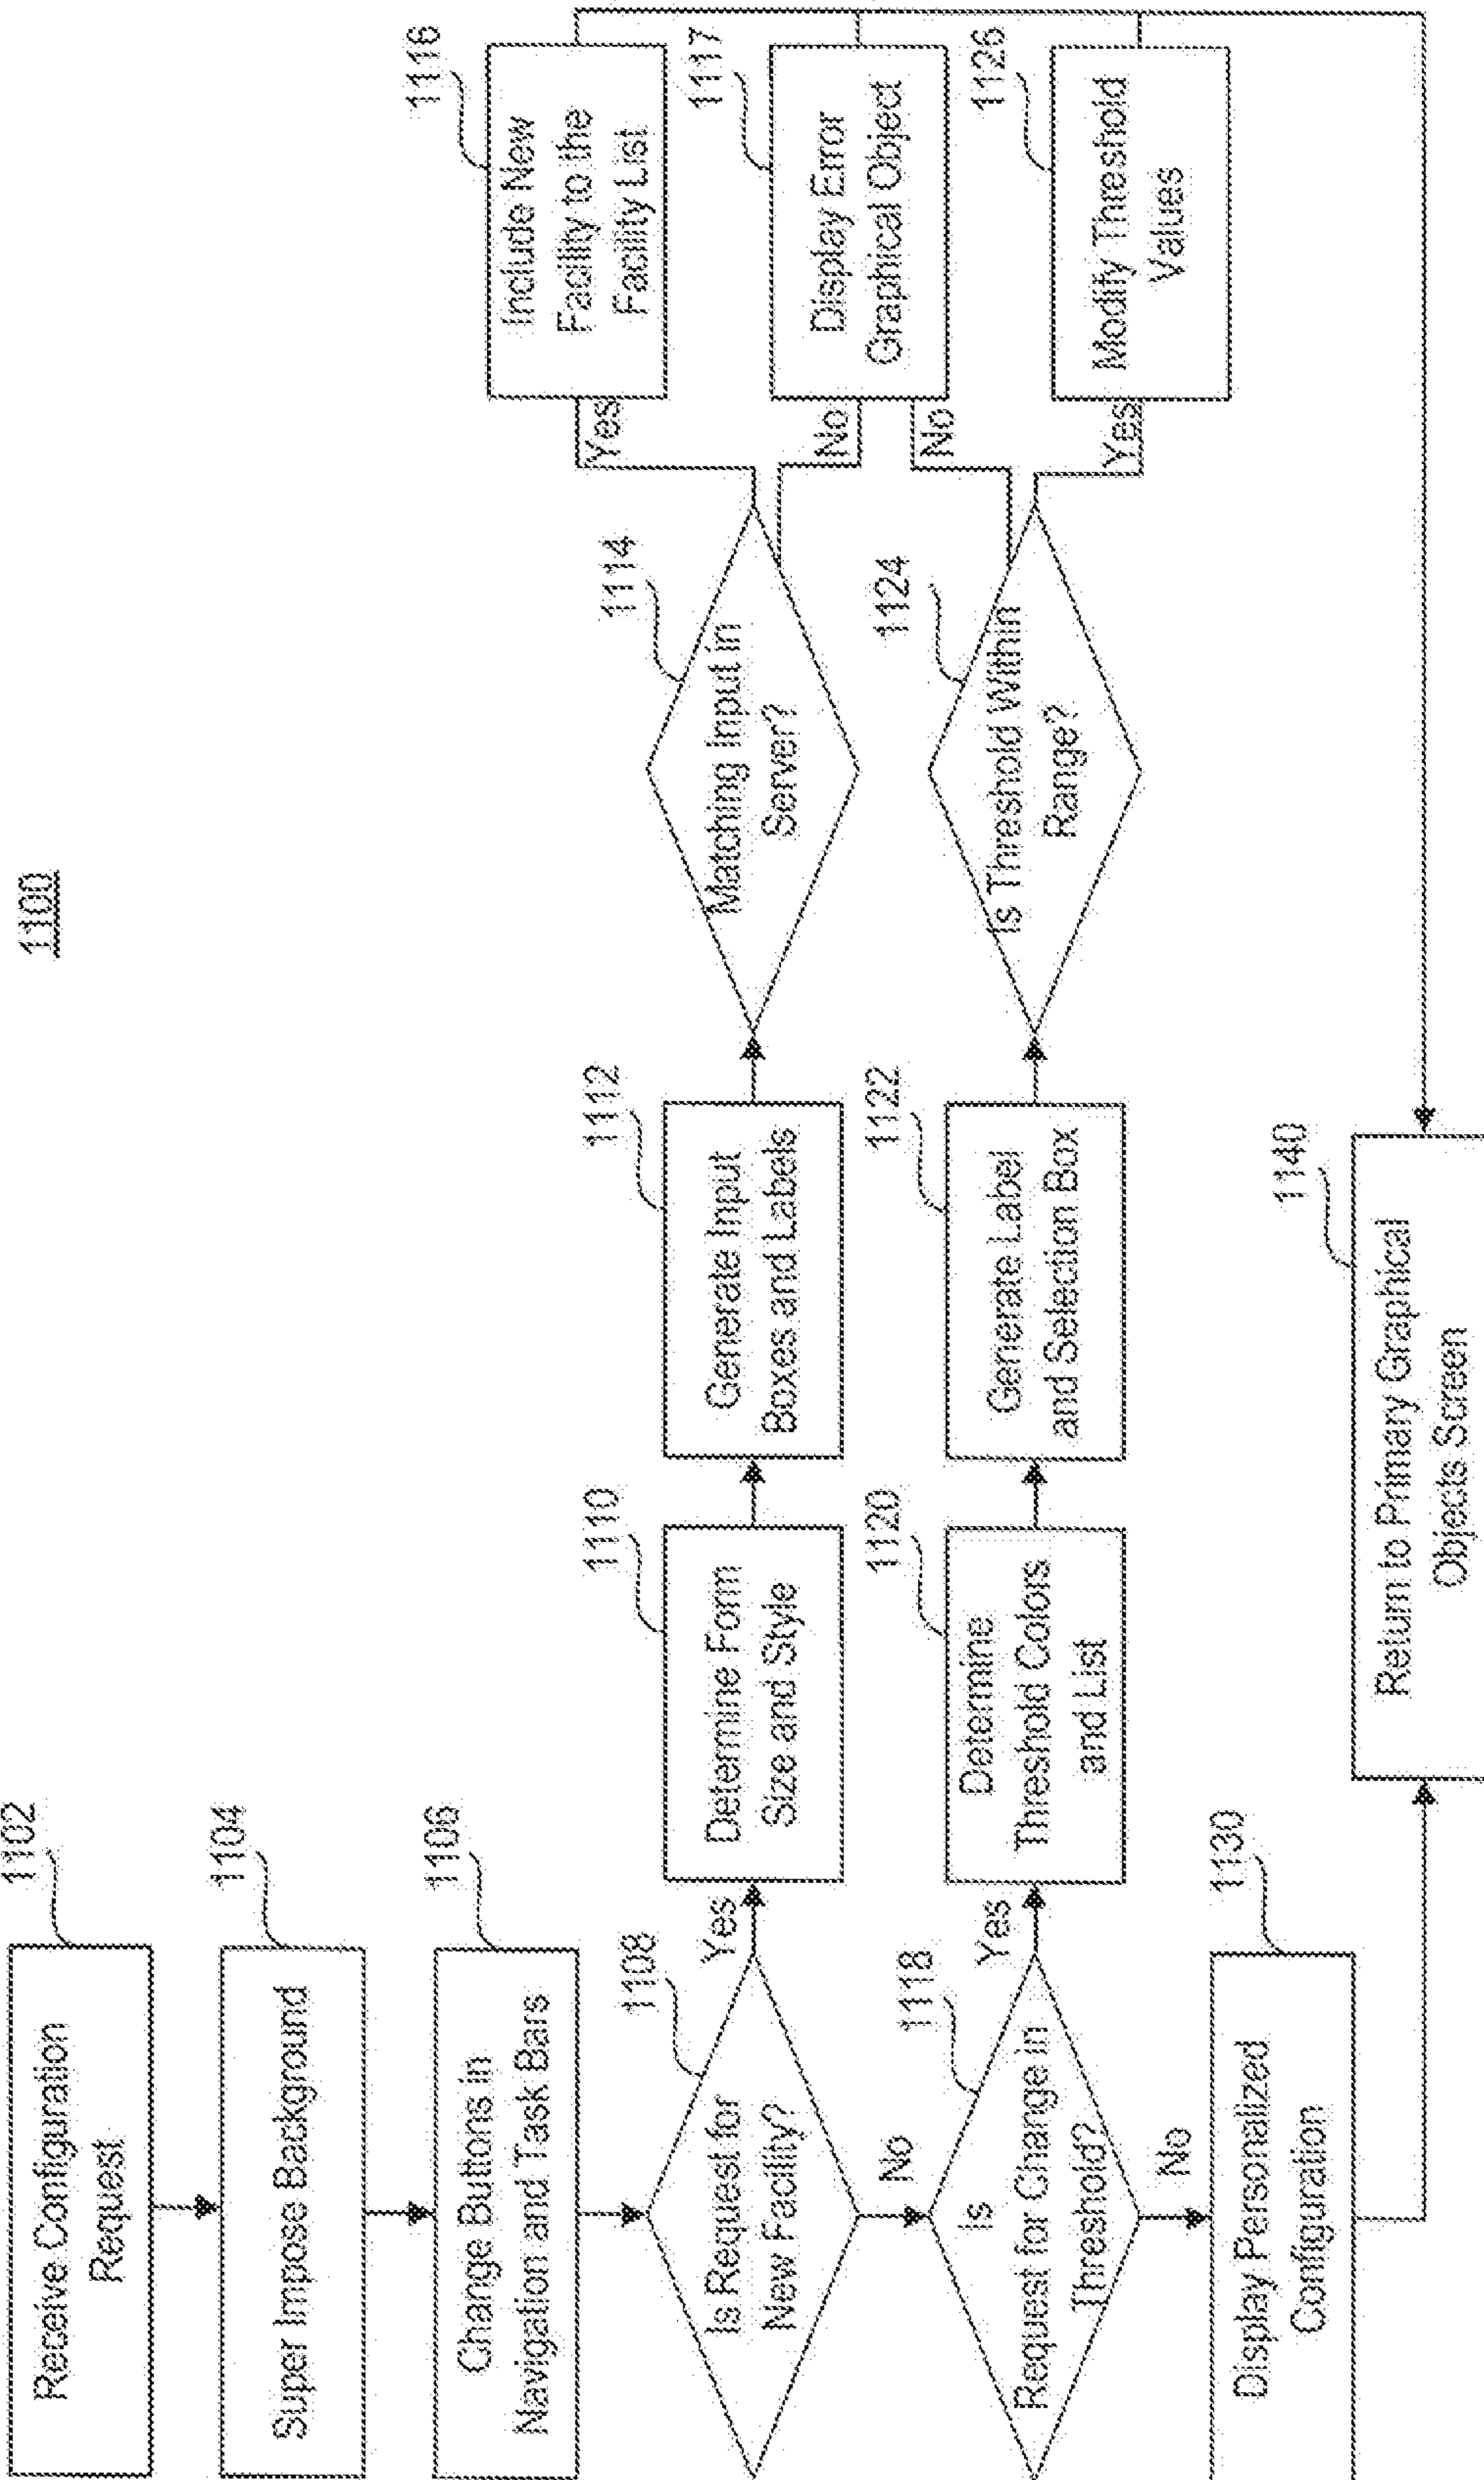 1100
1102
Receive Configuration
Request
1104
Super Impose Background
1106
Change Buttons in
Navigation and Task Bars
1108
Is Request for
New Facility?
Yes
No
1110
Determine Form
Size and Style
1112
Generate Input
Boxes and Labels
1114
Matching Input in
Server?
Yes
No
1116
Include New
Facility to the
Facility List
1117
Display Error
Graphical Object
1118
Is
Request for Change in
Threshold?
Yes
No
1120
Determine
Threshold Colors
and List
1122
Generate Label
and Selection Box
1124
Is Threshold Within
Range?
No
Yes
1126
Modify Threshold
Values
1130
Display Personalized
Configuration
1140
Return to Primary Graphical
Objects Screen